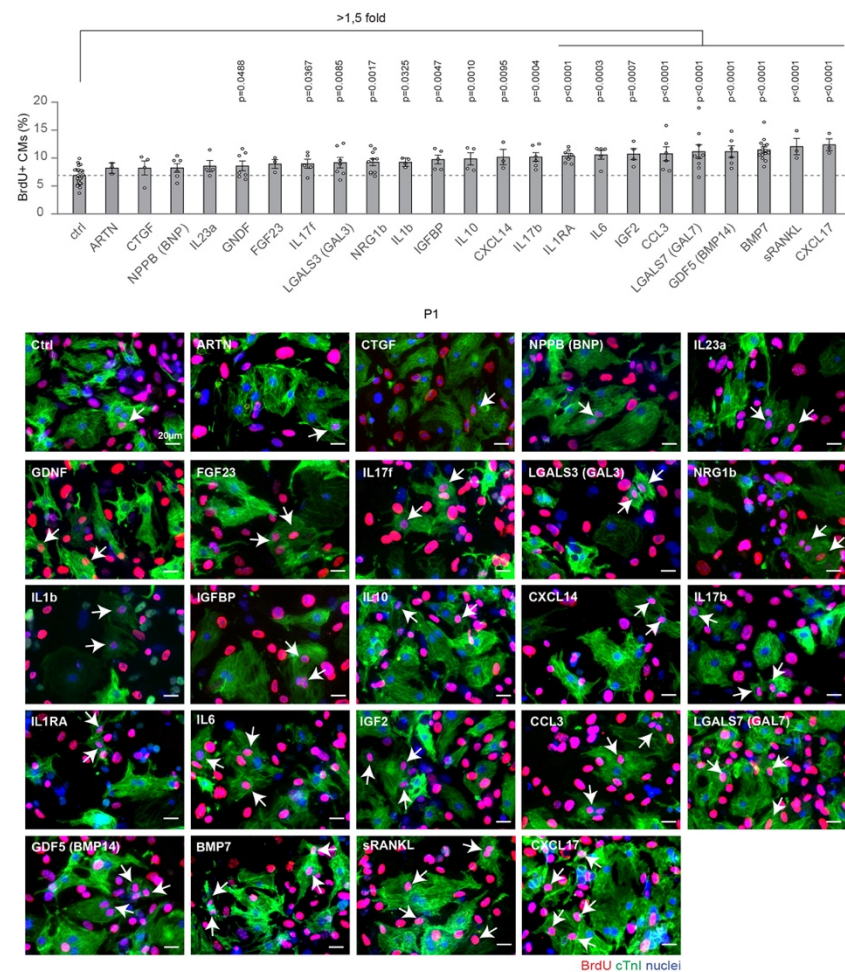 >1,5 fold
p=0.0488
p=0.0367
p=0.0085
p=0.0017
p=0.0325
p=0.0047
p=0.0010
p=0.0095
p=0.0004
p<0.0001
p=0.0003
p=0.0007
p<0.0001
p<0.0001
p<0.0001
p<0.0001
p<0.0001
p<0.0001
BrdU+ CMs (%)
20
15
10
5
0
ctrl
ARTN
CTGF
NPPB (BNP)
IL23a
GNDF
FGF23
IL17f
LGALS3 (GAL3)
NRG1b
IL1b
IGFBP
IL10
CXCL14
IL17b
IL1RA
IL6
IGF2
CCL3
LGALS7 (GAL7)
GDF5 (BMP14)
BMP7
sRANKL
CXCL17
P1
Ctrl
ARTN
CTGF
NPPB (BNP)
IL23a
20µm
GDNF
FGF23
IL17f
LGALS3 (GAL3)
NRG1b
IL1b
IGFBP
IL10
CXCL14
IL17b
IL1RA
IL6
IGF2
CCL3
LGALS7 (GAL7)
GDF5 (BMP14)
BMP7
sRANKL
CXCL17
BrdU cTnI nuclei